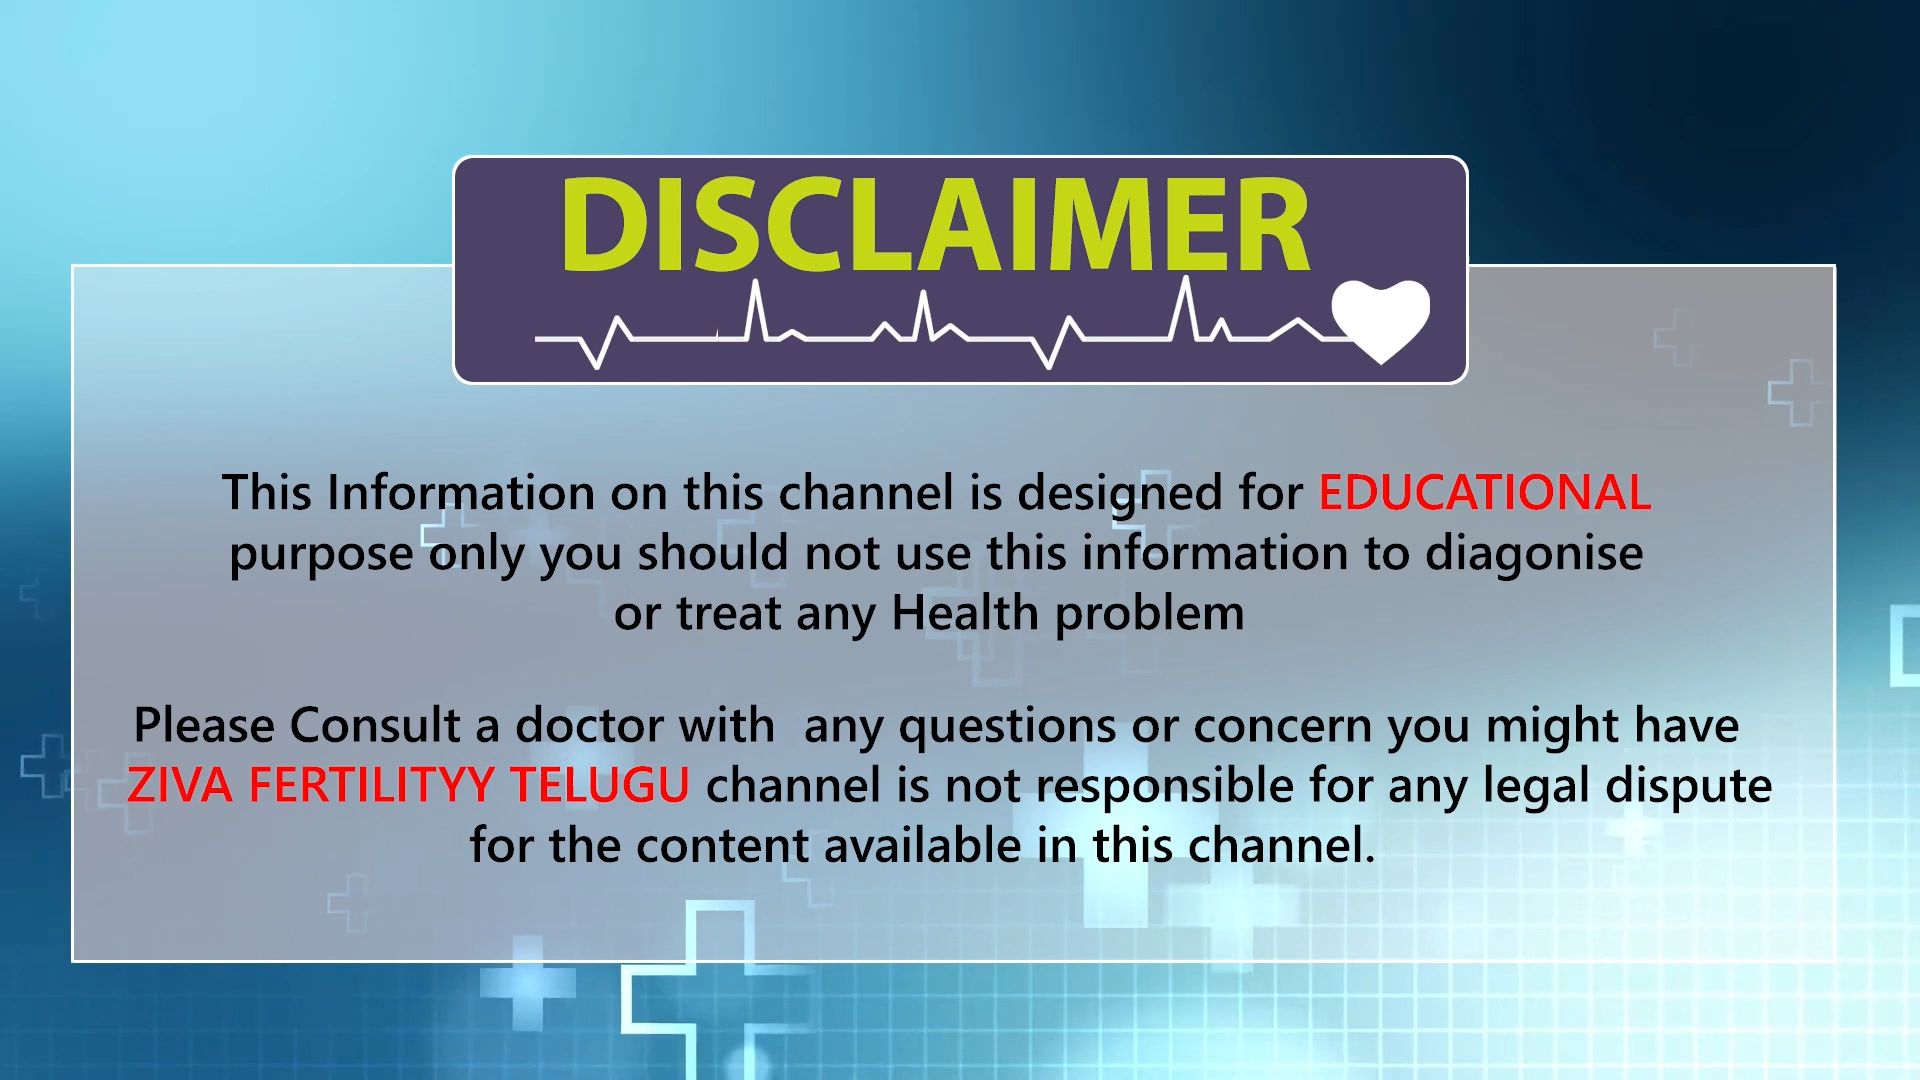 DISCLAIMER
This Information on this channel is designed for EDUCATIONAL
purpose only you should not use this information to diagonise
or treat any Health problem
Please Consult a doctor with  any questions or concern you might have
ZIVA FERTILITYY TELUGU channel is not responsible for any legal dispute
for the content available in this channel.